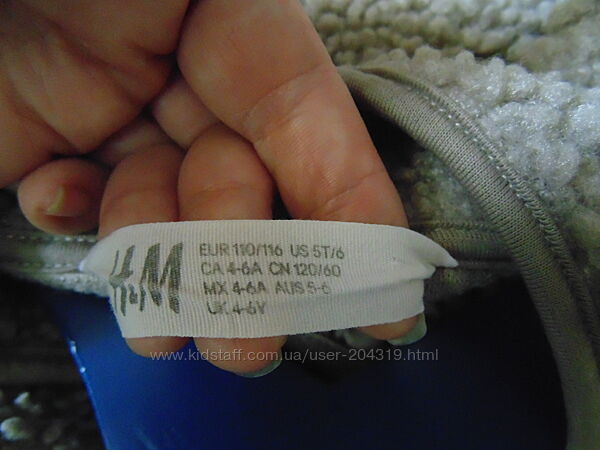 H&M
EUR 110/116 US 5T/6
CA 4-6A CN 120/60
MX 4-6A AUS 5-6
UK 4-6Y
www.kidstaff.com.ua/user-204319.html